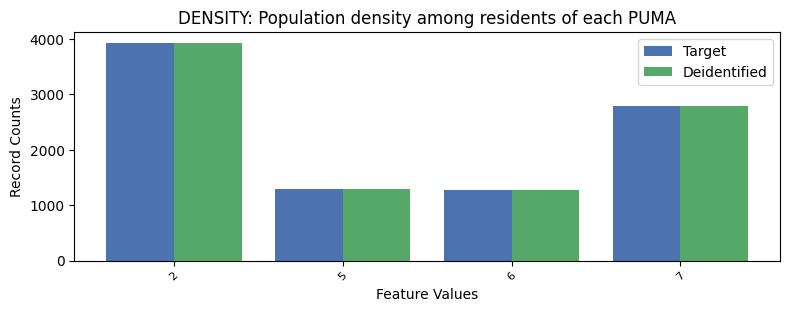 DENSITY: Population density among residents of each PUMA
Target
Deidentified
Record Counts
4000
3000
2000
1000
0
2 5 6 7
Feature Values